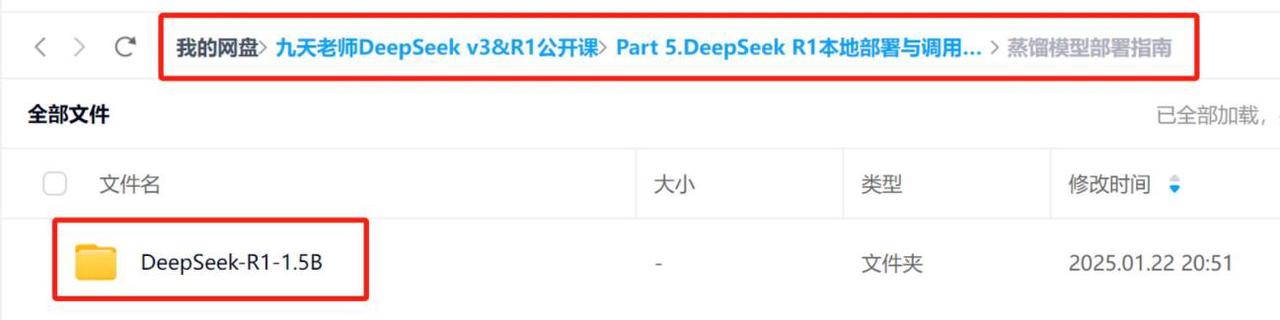 我的网盘> 九天老师DeepSeek v3&R1公开课> Part 5.DeepSeek R1本地部署与调用... > 蒸馏模型部署指南
全部文件 已全部加载,
文件名 大小 类型 修改时间
DeepSeek-R1-1.5B - 文件夹 2025.01.22 20:51